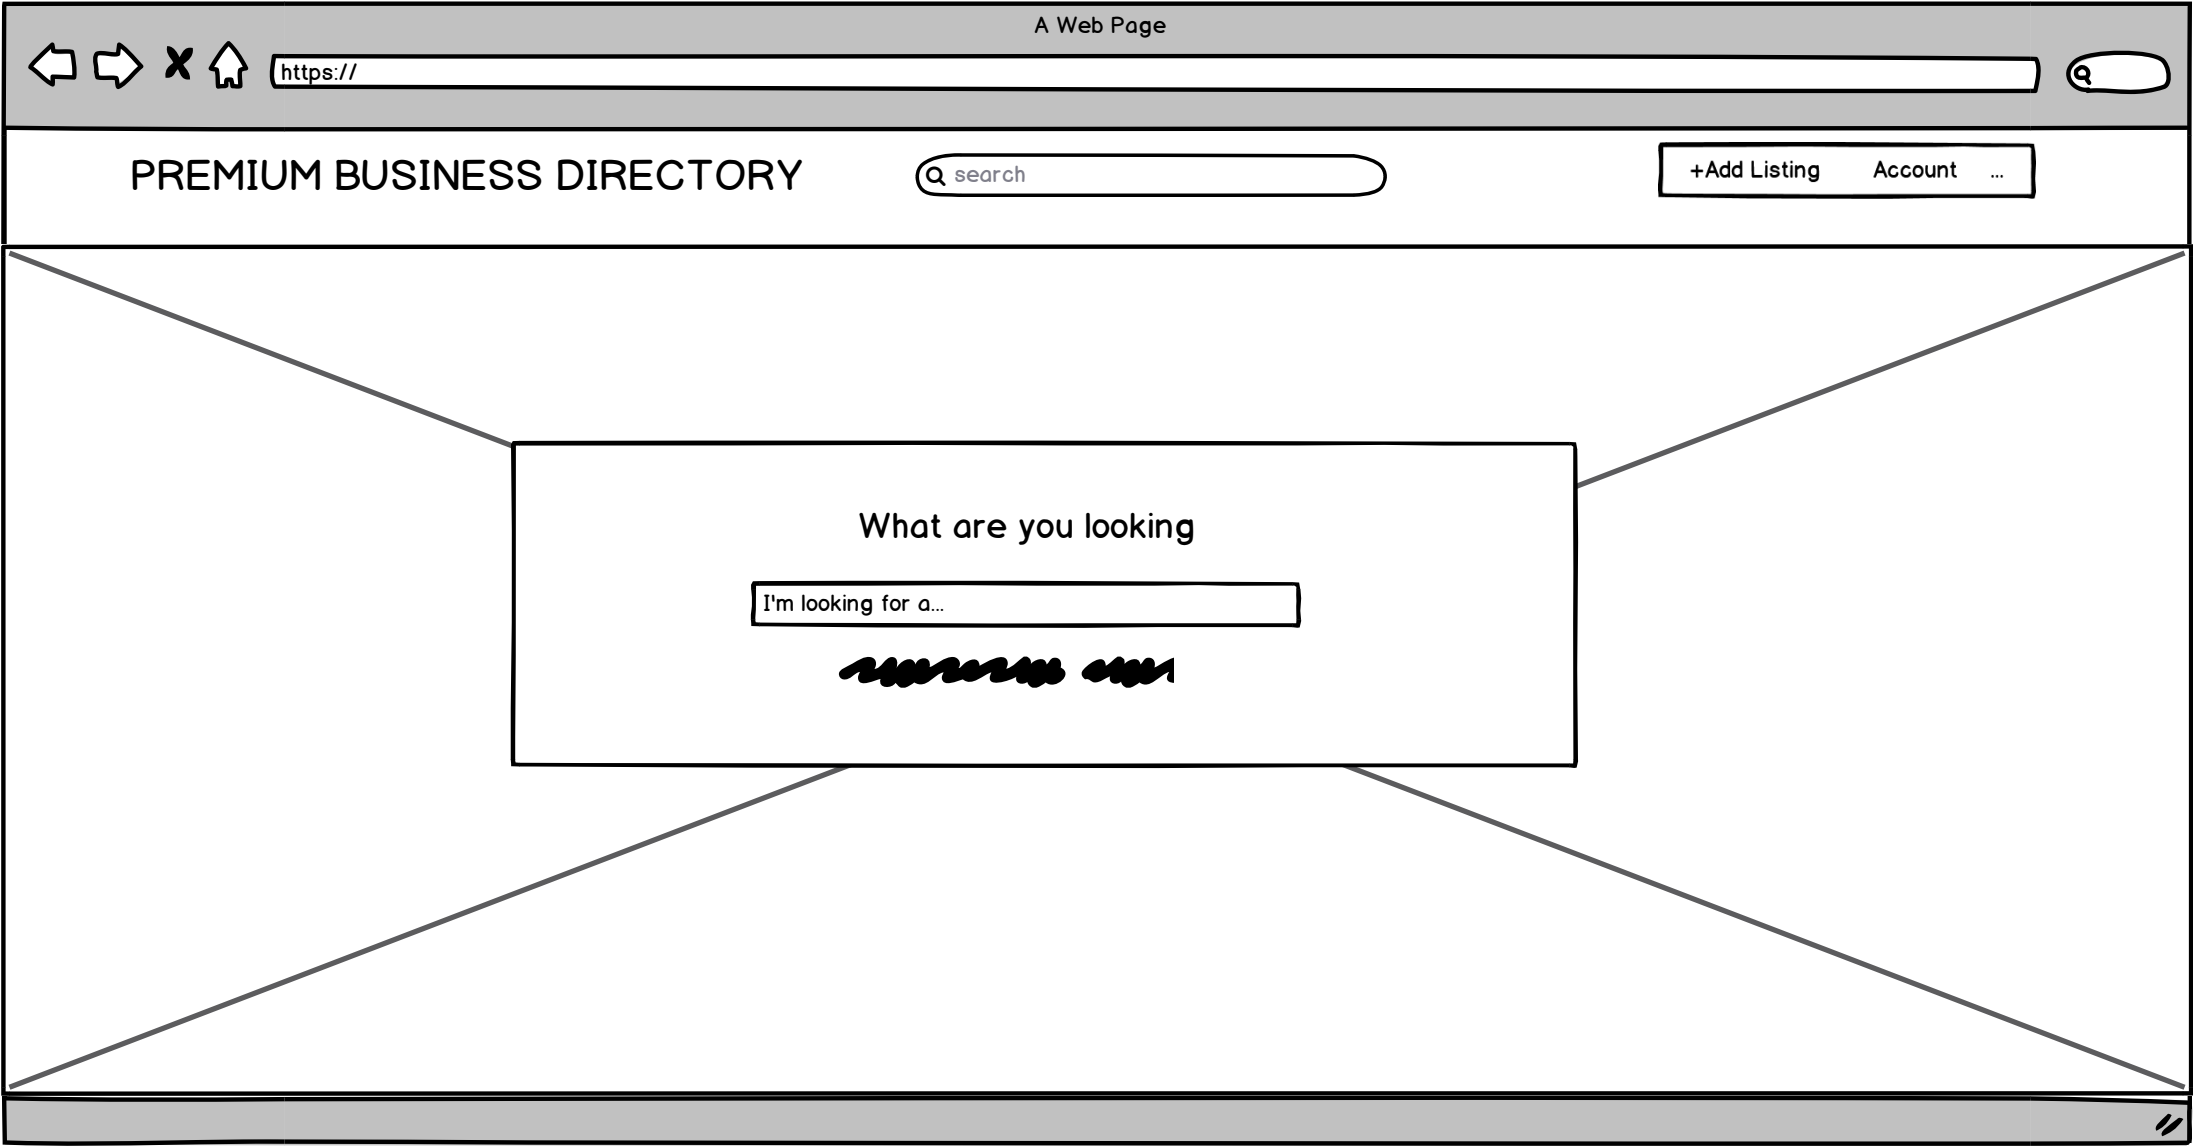 A Web Page
https://
PREMIUM BUSINESS DIRECTORY
search
+Add Listing Account ...
What are you looking
I'm looking for a...